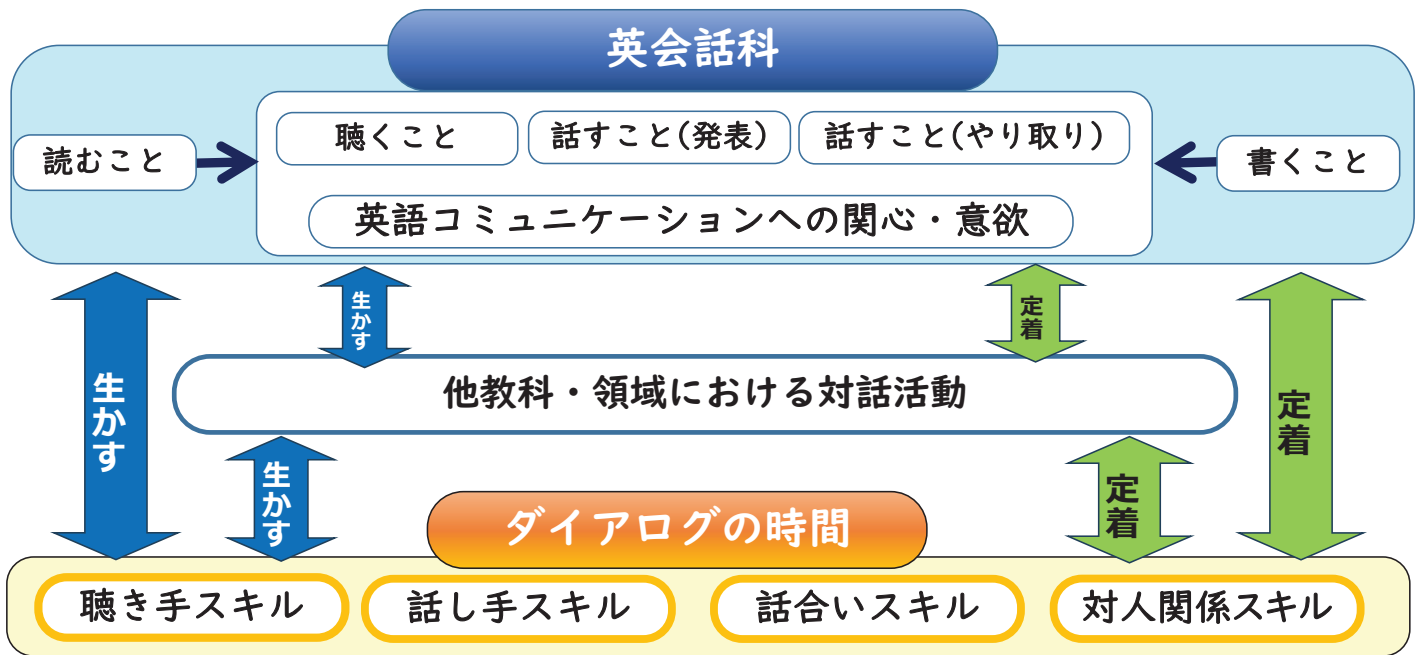 英会話科
聴くこと
話すこと(発表)
話すこと(やり取り)
読むこと
書くこと
英語コミュニケーションへの関心・意欲
生かす
定着
生かす
定着
他教科・領域における対話活動
生かす
定着
ダイアログの時間
聴き手スキル
話し手スキル
話合いスキル
対人関係スキル